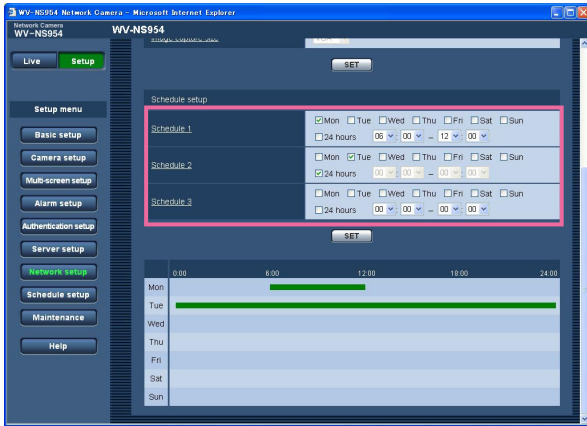 WV-NS954 Network Camera - Microsoft Internet Explorer
Network Camera
WV-NS954
WV-NS954
Live
Setup
Image capture size
VGA
SET
Setup menu
Basic setup
Camera setup
Multi-screen setup
Alarm setup
Authentication setup
Server setup
Network setup
Schedule setup
Maintenance
Help
Schedule setup
Schedule 1
Mon Tue Wed Thu Fri Sat Sun
24 hours 06 : 00 - 12 : 00
Schedule 2
Mon Tue Wed Thu Fri Sat Sun
24 hours 00 : 00 - 00 : 00
Schedule 3
Mon Tue Wed Thu Fri Sat Sun
24 hours 00 : 00 - 00 : 00
SET
0:00 6:00 12:00 18:00 24:00
Mon
Tue
Wed
Thu
Fri
Sat
Sun